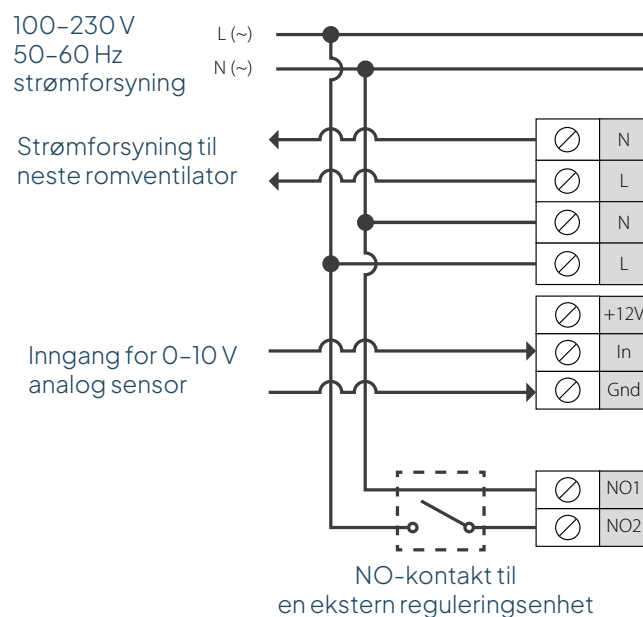 100–230 V
50–60 Hz
strømforsyning
L (~)
N (~)
Strømforsyning til
neste romventilator
N
L
N
L
+12V
Inngang for 0–10 V
analog sensor
In
Gnd
NO1
NO2
NO-kontakt til
en ekstern reguleringsenhet